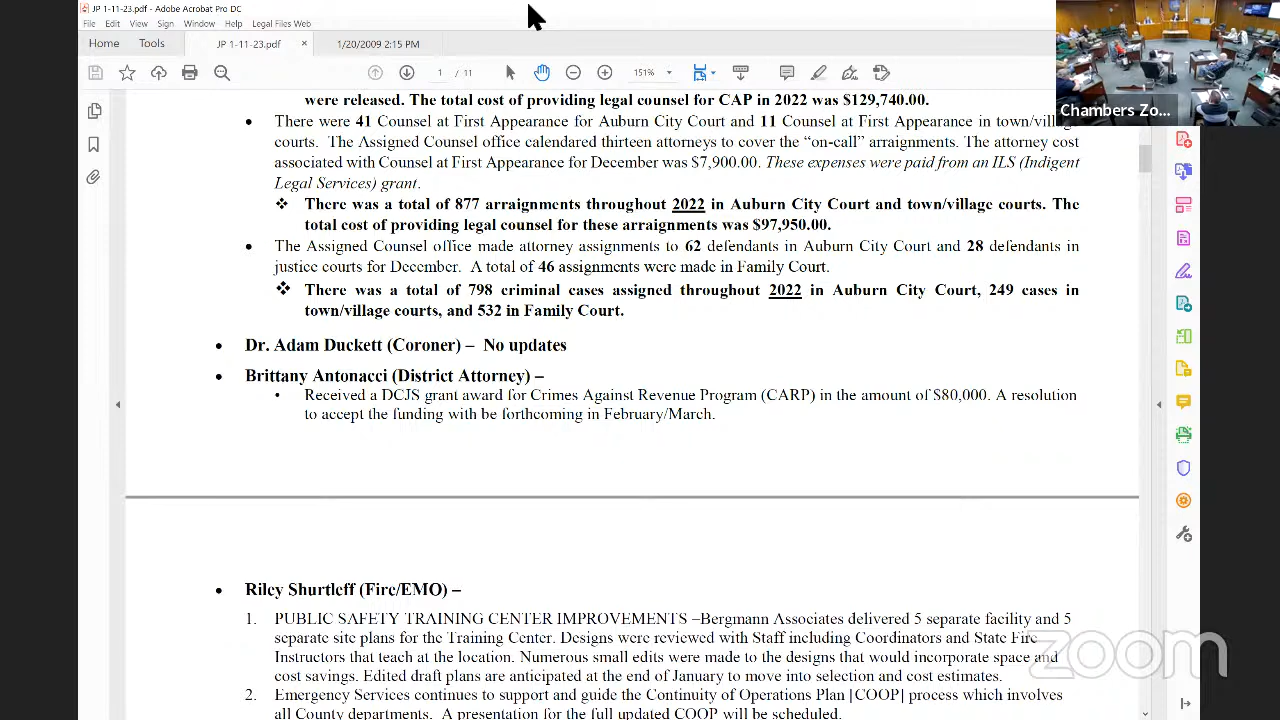 JP 1-11-23.pdf - Adobe Acrobat Pro DC
File Edit View Sign Window Help Legal Files Web
Home Tools JP 1-11-23.pdf × 1/20/2009 2:15 PM
1 / 11 151%
Chambers Zo...
were released. The total cost of providing legal counsel for CAP in 2022 was $129,740.00.
• There were 41 Counsel At First Appearance for Auburn City Court and 11 Counsel at First Appearance in town/village
courts. The Assigned Counsel office calendared thirteen attorneys to cover the “on-call” arraignments. The attorney cost
associated with Counsel at First Appearance for December was $7,900.00. These expenses were paid from an ILS (Indigent
Legal Services) grant.
❖ There was a total of 877 arraignments throughout 2022 in Auburn City Court and town/village courts. The
total cost of providing legal counsel for these arraignments was $97,950.00.
• The Assigned Counsel office made attorney assignments to 62 defendants in Auburn City Court and 28 defendants in
justice courts for December. A total of 46 assignments were made in Family Court.
❖ There was a total of 798 criminal cases assigned throughout 2022 in Auburn City Court, 249 cases in
town/village courts, and 532 in Family Court.
• Dr. Adam Duckett (Coroner) – No updates
• Brittany Antonacci (District Attorney) –
• Received a DCJS grant award for Crimes Against Revenue Program (CARP) in the amount of $80,000. A resolution
to accept the funding with be forthcoming in February/March.
• Riley Shurtleff (Fire/EMO) –
1. PUBLIC SAFETY TRAINING CENTER IMPROVEMENTS –Bergmann Associates delivered 5 separate facility and 5
separate site plans for the Training Center. Designs were reviewed with Staff including Coordinators and State Fire
Instructors that teach at the location. Numerous small edits were made to the designs that would incorporate space and
cost savings. Edited draft plans are anticipated at the end of January to move into selection and cost estimates.
2. Emergency Services continues to support and guide the Continuity of Operations Plan [COOP] process which involves
all County departments. A presentation for the full updated COOP will be scheduled.
zoom